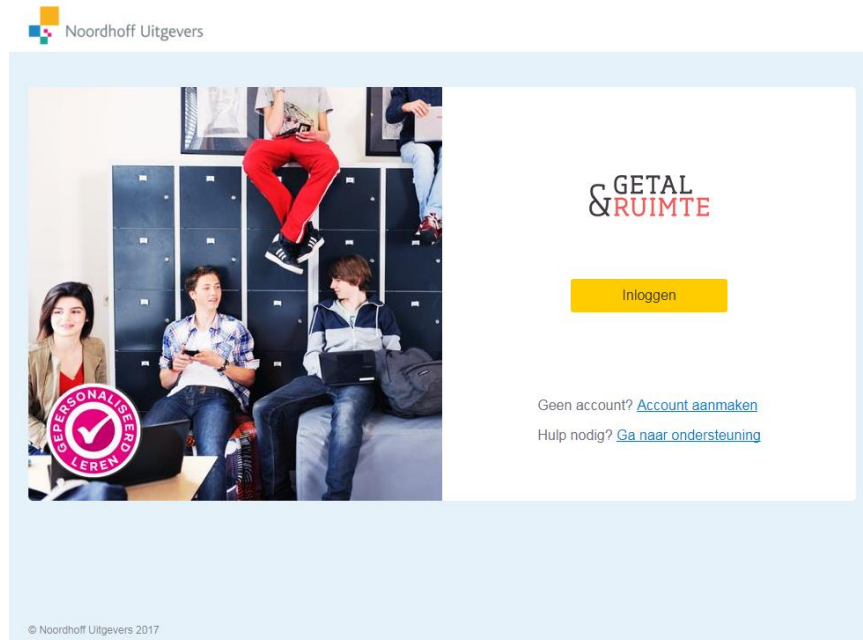 Noordhoff Uitgevers
GETAL
&RUIMTE
Inloggen
GEPERSONALISEERD
LEREN
Geen account? Account aanmaken
Hulp nodig? Ga naar ondersteuning
© Noordhoff Uitgevers 2017